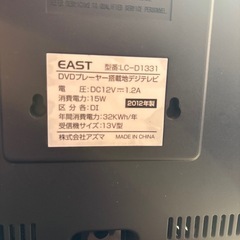 EAST 型番:LC-D1331
DVDプレーヤー搭載地デジテレビ
電 圧:DC12V⎓1.2A
消費電力:15W
2012年製
区分名:DI
年間消費電力:32KWh/年
受信機サイズ:13V型
株式会社アズマ MADE IN CHINA